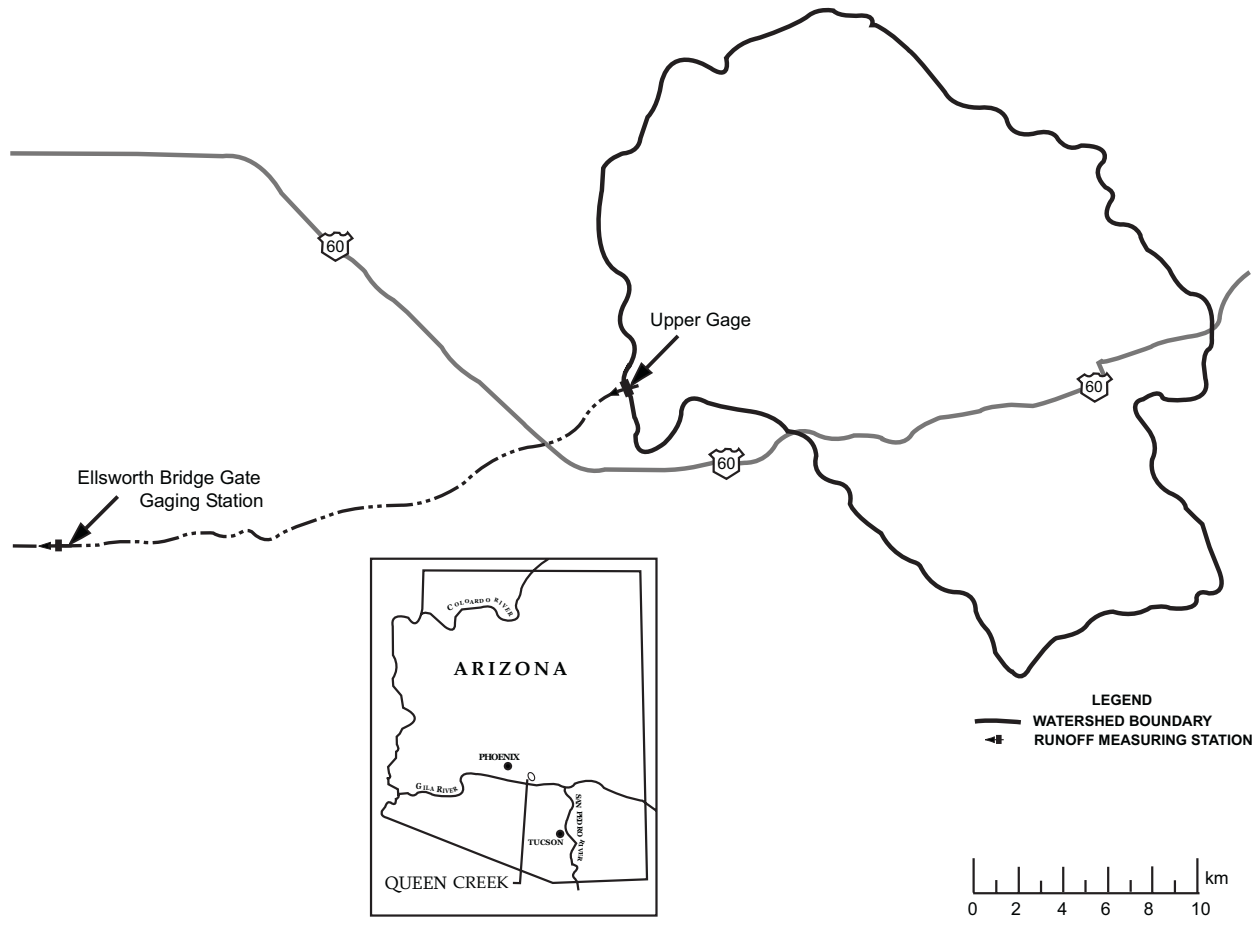 60
Upper Gage
60
60
Ellsworth Bridge Gate
Gaging Station
COLOARDO RIVER
ARIZONA
PHOENIX
GILA RIVER
SAN PEDRO RIVER
TUCSON
QUEEN CREEK
LEGEND
WATERSHED BOUNDARY
RUNOFF MEASURING STATION
km
0 2 4 6 8 10